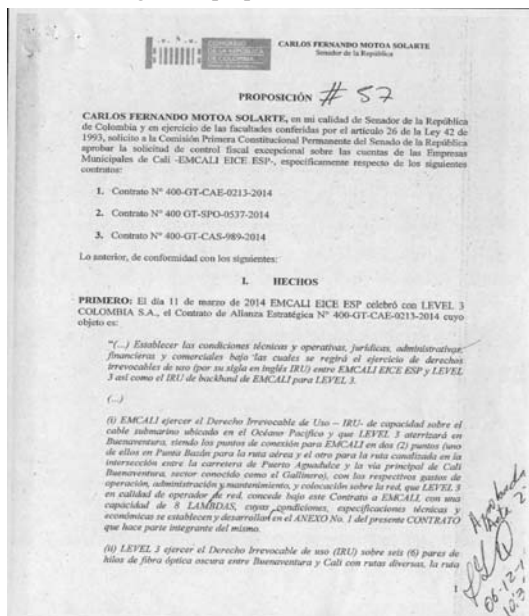 CONGRESO
DE LA REPÚBLICA
DE COLOMBIA
CARLOS FERNANDO MOTOA SOLARTE
Senador de la República
PROPOSICIÓN # 57
CARLOS FERNANDO MOTOA SOLARTE, en mi calidad de Senador de la República
de Colombia y en ejercicio de las facultades conferidas por el artículo 26 de la Ley 42 de
1993, solicito a la Comisión Primera Constitucional Permanente del Senado de la República
aprobar la solicitud de control fiscal excepcional sobre las cuentas de las Empresas
Municipales de Cali -EMCALI EICE ESP-, específicamente respecto de los siguientes
contratos:
1. Contrato N° 400-GT-CAE-0213-2014
2. Contrato N° 400 GT-SPO-0537-2014
3. Contrato N° 400-GT-CAS-989-2014
Lo anterior, de conformidad con los siguientes:
I. HECHOS
PRIMERO: El día 11 de marzo de 2014 EMCALI EICE ESP celebró con LEVEL 3
COLOMBIA S.A., el Contrato de Alianza Estratégica N° 400-GT-CAE-0213-2014 cuyo
objeto es:
"(...) Establecer las condiciones técnicas y operativas, jurídicas, administrativas,
financieras y comerciales bajo las cuales se regirá el ejercicio de derechos
irrevocables de uso (por su sigla en inglés IRU) entre EMCALI EICE ESP y LEVEL
3 así como el IRU de backhaul de EMCALI para LEVEL 3.
(...)
(i) EMCALI ejercer el Derecho Irrevocable de Uso – IRU- de capacidad sobre el
cable submarino ubicado en el Océano Pacífico y que LEVEL 3 aterrizará en
Buenaventura, siendo los puntos de conexión para EMCALI en dos (2) puntos (uno
de ellos en Punta Bazán para la ruta aérea y el otro para la ruta canalizada en la
intersección entre la carretera de Puerto Aguadulce y la vía principal de Cali
Buenaventura, sector conocido como el Gallinero), con los respectivos puntos de
operación, administración y mantenimiento, y colocación sobre la red, que LEVEL 3
en calidad de operador de red, concede bajo este Contrato a EMCALI, con una
capacidad de 8 LAMBDAS, cuyas condiciones, especificaciones técnicas y
económicas se establecen y desarrollan en el ANEXO No. 1 del presente CONTRATO
que hace parte integrante del mismo.
(ii) LEVEL 3 ejercer el Derecho Irrevocable de uso (IRU) sobre seis (6) pares de
hilos de fibra óptica oscura entre Buenaventura y Cali con rutas diversas, la ruta
1